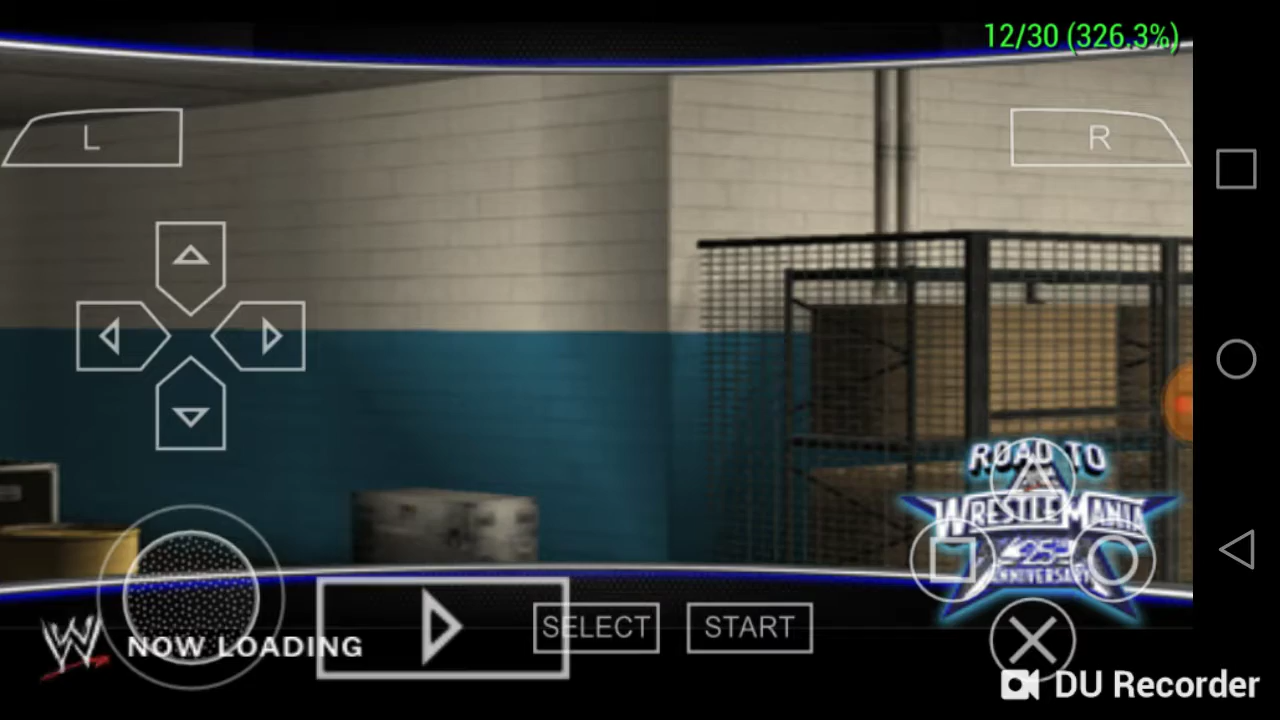 12/30 (326.3%)
L
R
ROAD TO
WRESTLEMANIA
25TH
ANNIVERSARY
W
NOW LOADING
SELECT
START
DU Recorder